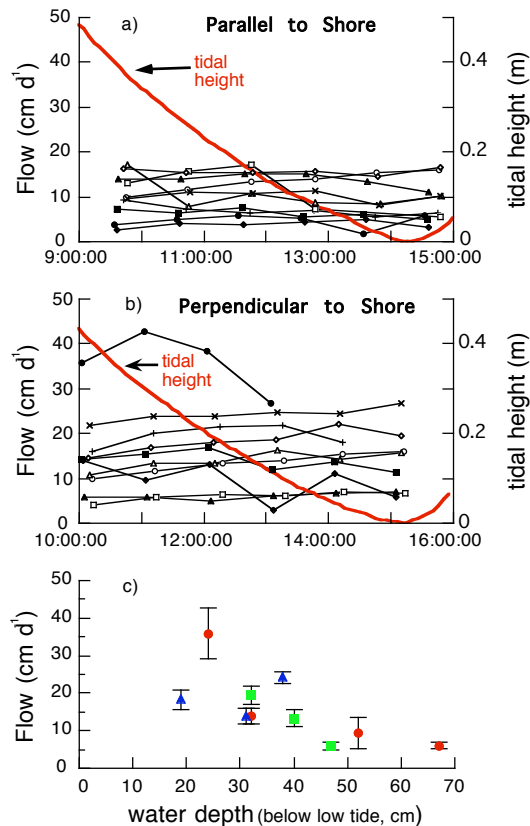 a) Parallel to Shore
50
40
30
20
10
0
Flow (cm d¹)
tidal
height
0.4
0.2
0
tidal height (m)
9:00:00 11:00:00 13:00:00 15:00:00
b) Perpendicular to Shore
50
40
30
20
10
0
Flow (cm d¹)
tidal
height
0.4
0.2
0
tidal height (m)
10:00:00 12:00:00 14:00:00 16:00:00
c)
50
40
30
20
10
0
Flow (cm d¹)
0 10 20 30 40 50 60 70
water depth (below low tide, cm)